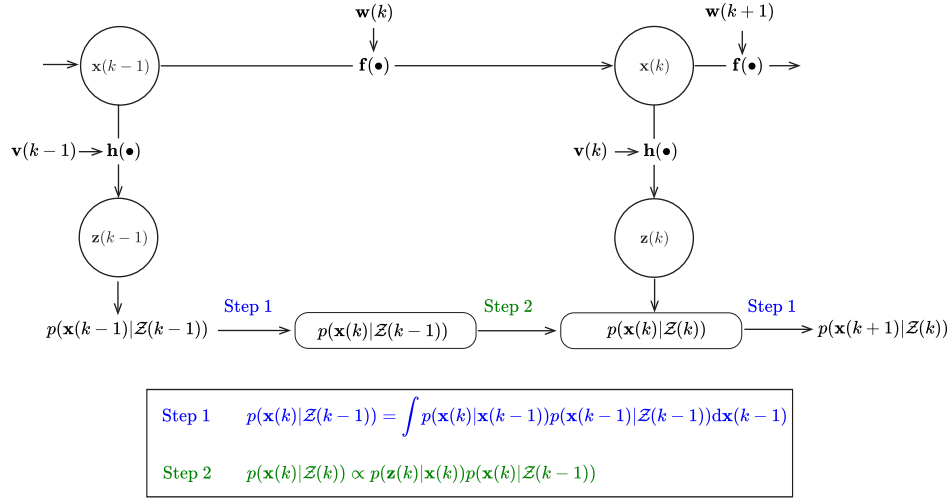 w(k) w(k + 1)
x(k − 1) f(•) x(k) f(•)
v(k − 1) h(•) v(k) h(•)
z(k − 1) z(k)
Step 1 Step 2 Step 1
p(x(k − 1)|𝒵(k − 1)) p(x(k)|𝒵(k − 1)) p(x(k)|𝒵(k)) p(x(k + 1)|𝒵(k))
Step 1 p(x(k)|𝒵(k − 1)) = ∫ p(x(k)|x(k − 1))p(x(k − 1)|𝒵(k − 1))dx(k − 1)
Step 2 p(x(k)|𝒵(k)) ∝ p(z(k)|x(k))p(x(k)|𝒵(k − 1))